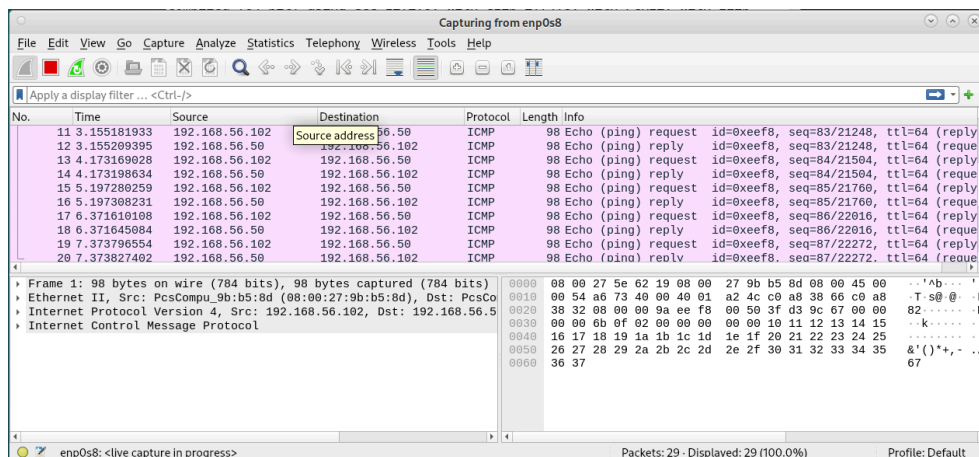 Capturing from enp0s8
File Edit View Go Capture Analyze Statistics Telephony Wireless Tools Help
Apply a display filter ... <Ctrl-/>
No. Time Source Destination Protocol Length Info
11 3.155181933 192.168.56.102 56.50 ICMP 98 Echo (ping) request id=0xeef8, seq=83/21248, ttl=64 (reply
Source address
12 3.155209395 192.168.56.50 192.168.56.102 ICMP 98 Echo (ping) reply id=0xeef8, seq=83/21248, ttl=64 (reque
13 4.173169028 192.168.56.102 192.168.56.50 ICMP 98 Echo (ping) request id=0xeef8, seq=84/21504, ttl=64 (reply
14 4.173198634 192.168.56.50 192.168.56.102 ICMP 98 Echo (ping) reply id=0xeef8, seq=84/21504, ttl=64 (reque
15 5.197280259 192.168.56.102 192.168.56.50 ICMP 98 Echo (ping) request id=0xeef8, seq=85/21760, ttl=64 (reply
16 5.197308231 192.168.56.50 192.168.56.102 ICMP 98 Echo (ping) reply id=0xeef8, seq=85/21760, ttl=64 (reque
17 6.371610108 192.168.56.102 192.168.56.50 ICMP 98 Echo (ping) request id=0xeef8, seq=86/22016, ttl=64 (reply
18 6.371645084 192.168.56.50 192.168.56.102 ICMP 98 Echo (ping) reply id=0xeef8, seq=86/22016, ttl=64 (reque
19 7.373796554 192.168.56.102 192.168.56.50 ICMP 98 Echo (ping) request id=0xeef8, seq=87/22272, ttl=64 (reply
20 7.373827402 192.168.56.50 192.168.56.102 ICMP 98 Echo (ping) reply id=0xeef8, seq=87/22272, ttl=64 (reque
Frame 1: 98 bytes on wire (784 bits), 98 bytes captured (784 bits)
Ethernet II, Src: PcsCompu_9b:b5:8d (08:00:27:9b:b5:8d), Dst: PcsCo
Internet Protocol Version 4, Src: 192.168.56.102, Dst: 192.168.56.5
Internet Control Message Protocol
0000 08 00 27 5e 62 19 08 00 27 9b b5 8d 08 00 45 00 ··'^b···'
0010 00 54 a6 73 40 00 40 01 a2 4c c0 a8 38 66 c0 a8 ·T·s@·@·
0020 38 32 08 00 00 9a ee f8 00 50 3f d3 9c 67 00 00 82······
0030 00 00 6b 0f 02 00 00 00 00 00 10 11 12 13 14 15 ··k·····
0040 16 17 18 19 1a 1b 1c 1d 1e 1f 20 21 22 23 24 25 ········
0050 26 27 28 29 2a 2b 2c 2d 2e 2f 30 31 32 33 34 35 &'()*+,- ..
0060 36 37 67
enp0s8: <live capture in progress> Packets: 29 · Displayed: 29 (100.0%) Profile: Default